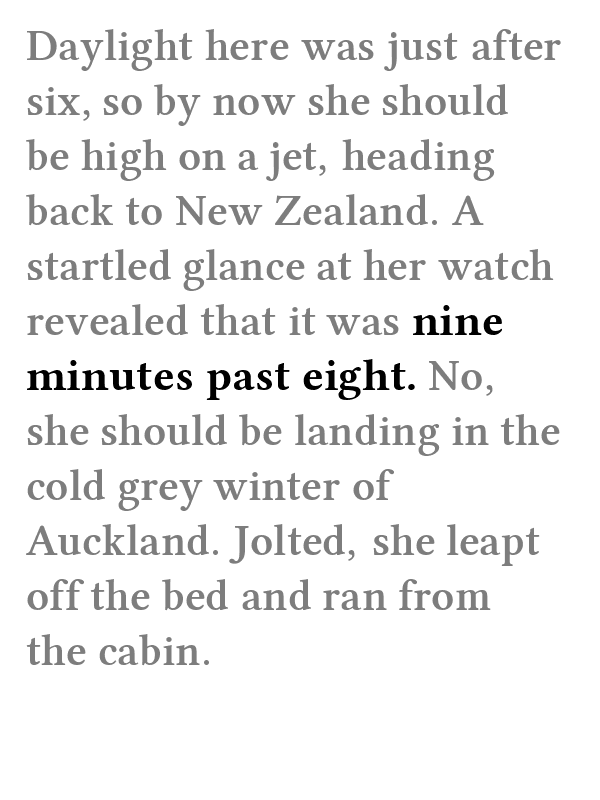 Daylight here was just after
six, so by now she should
be high on a jet, heading
back to New Zealand. A
startled glance at her watch
revealed that it was nine
minutes past eight. No,
she should be landing in the
cold grey winter of
Auckland. Jolted, she leapt
off the bed and ran from
the cabin.